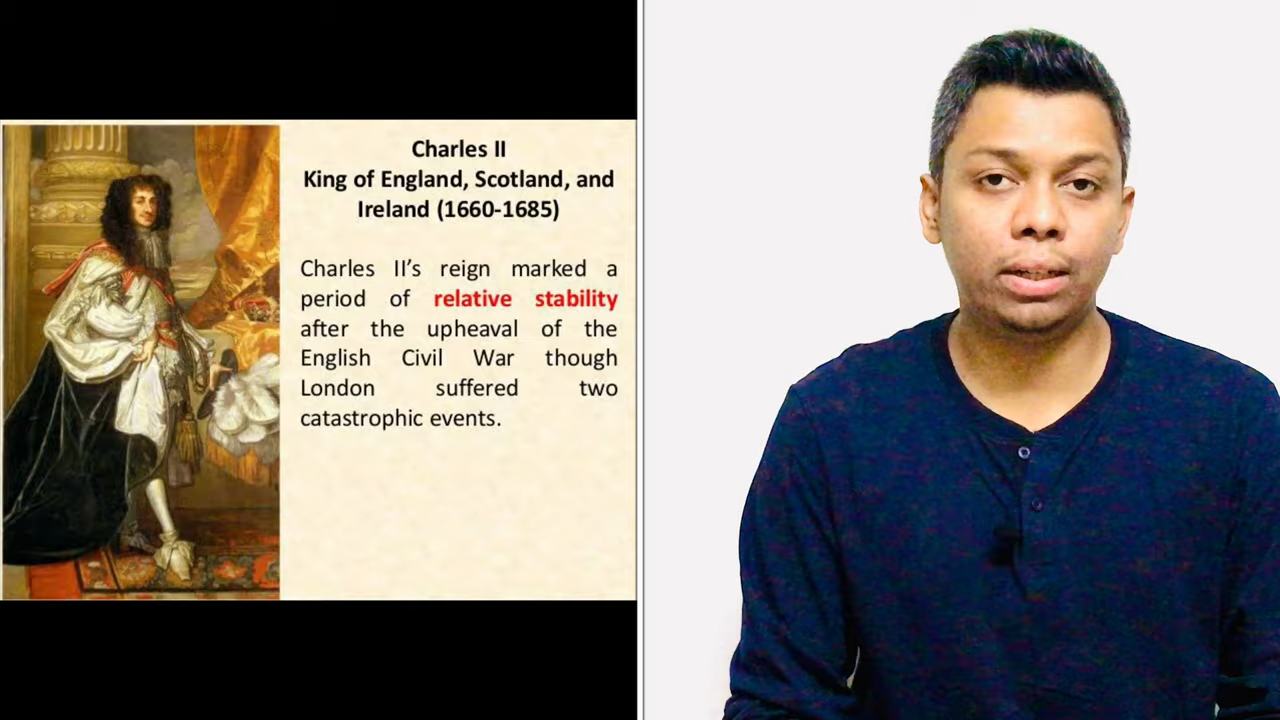 Charles II
King of England, Scotland, and
Ireland (1660-1685)
Charles II’s reign marked a
period of relative stability
after the upheaval of the
English Civil War though
London suffered two
catastrophic events.